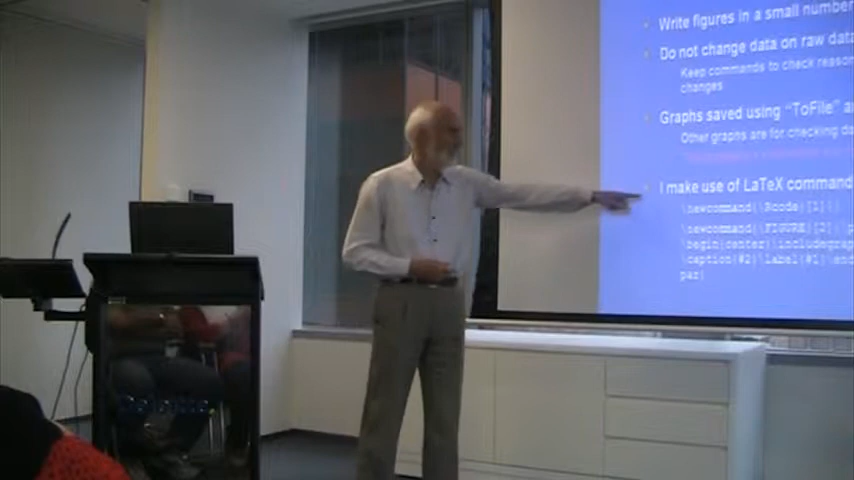 Write figures in a small number
Do not change data on raw data
Keep commands to check reason
changes
Graphs saved using "ToFile" a
Other graphs are for checking da
I make use of LaTeX command
\newcommand{\Rcode}[1]{\
\newcommand{\FIGURE}[2]{\p
\begin{center}\includegrap
\caption{#2}\label{#1}\end
par}
Deloitte.